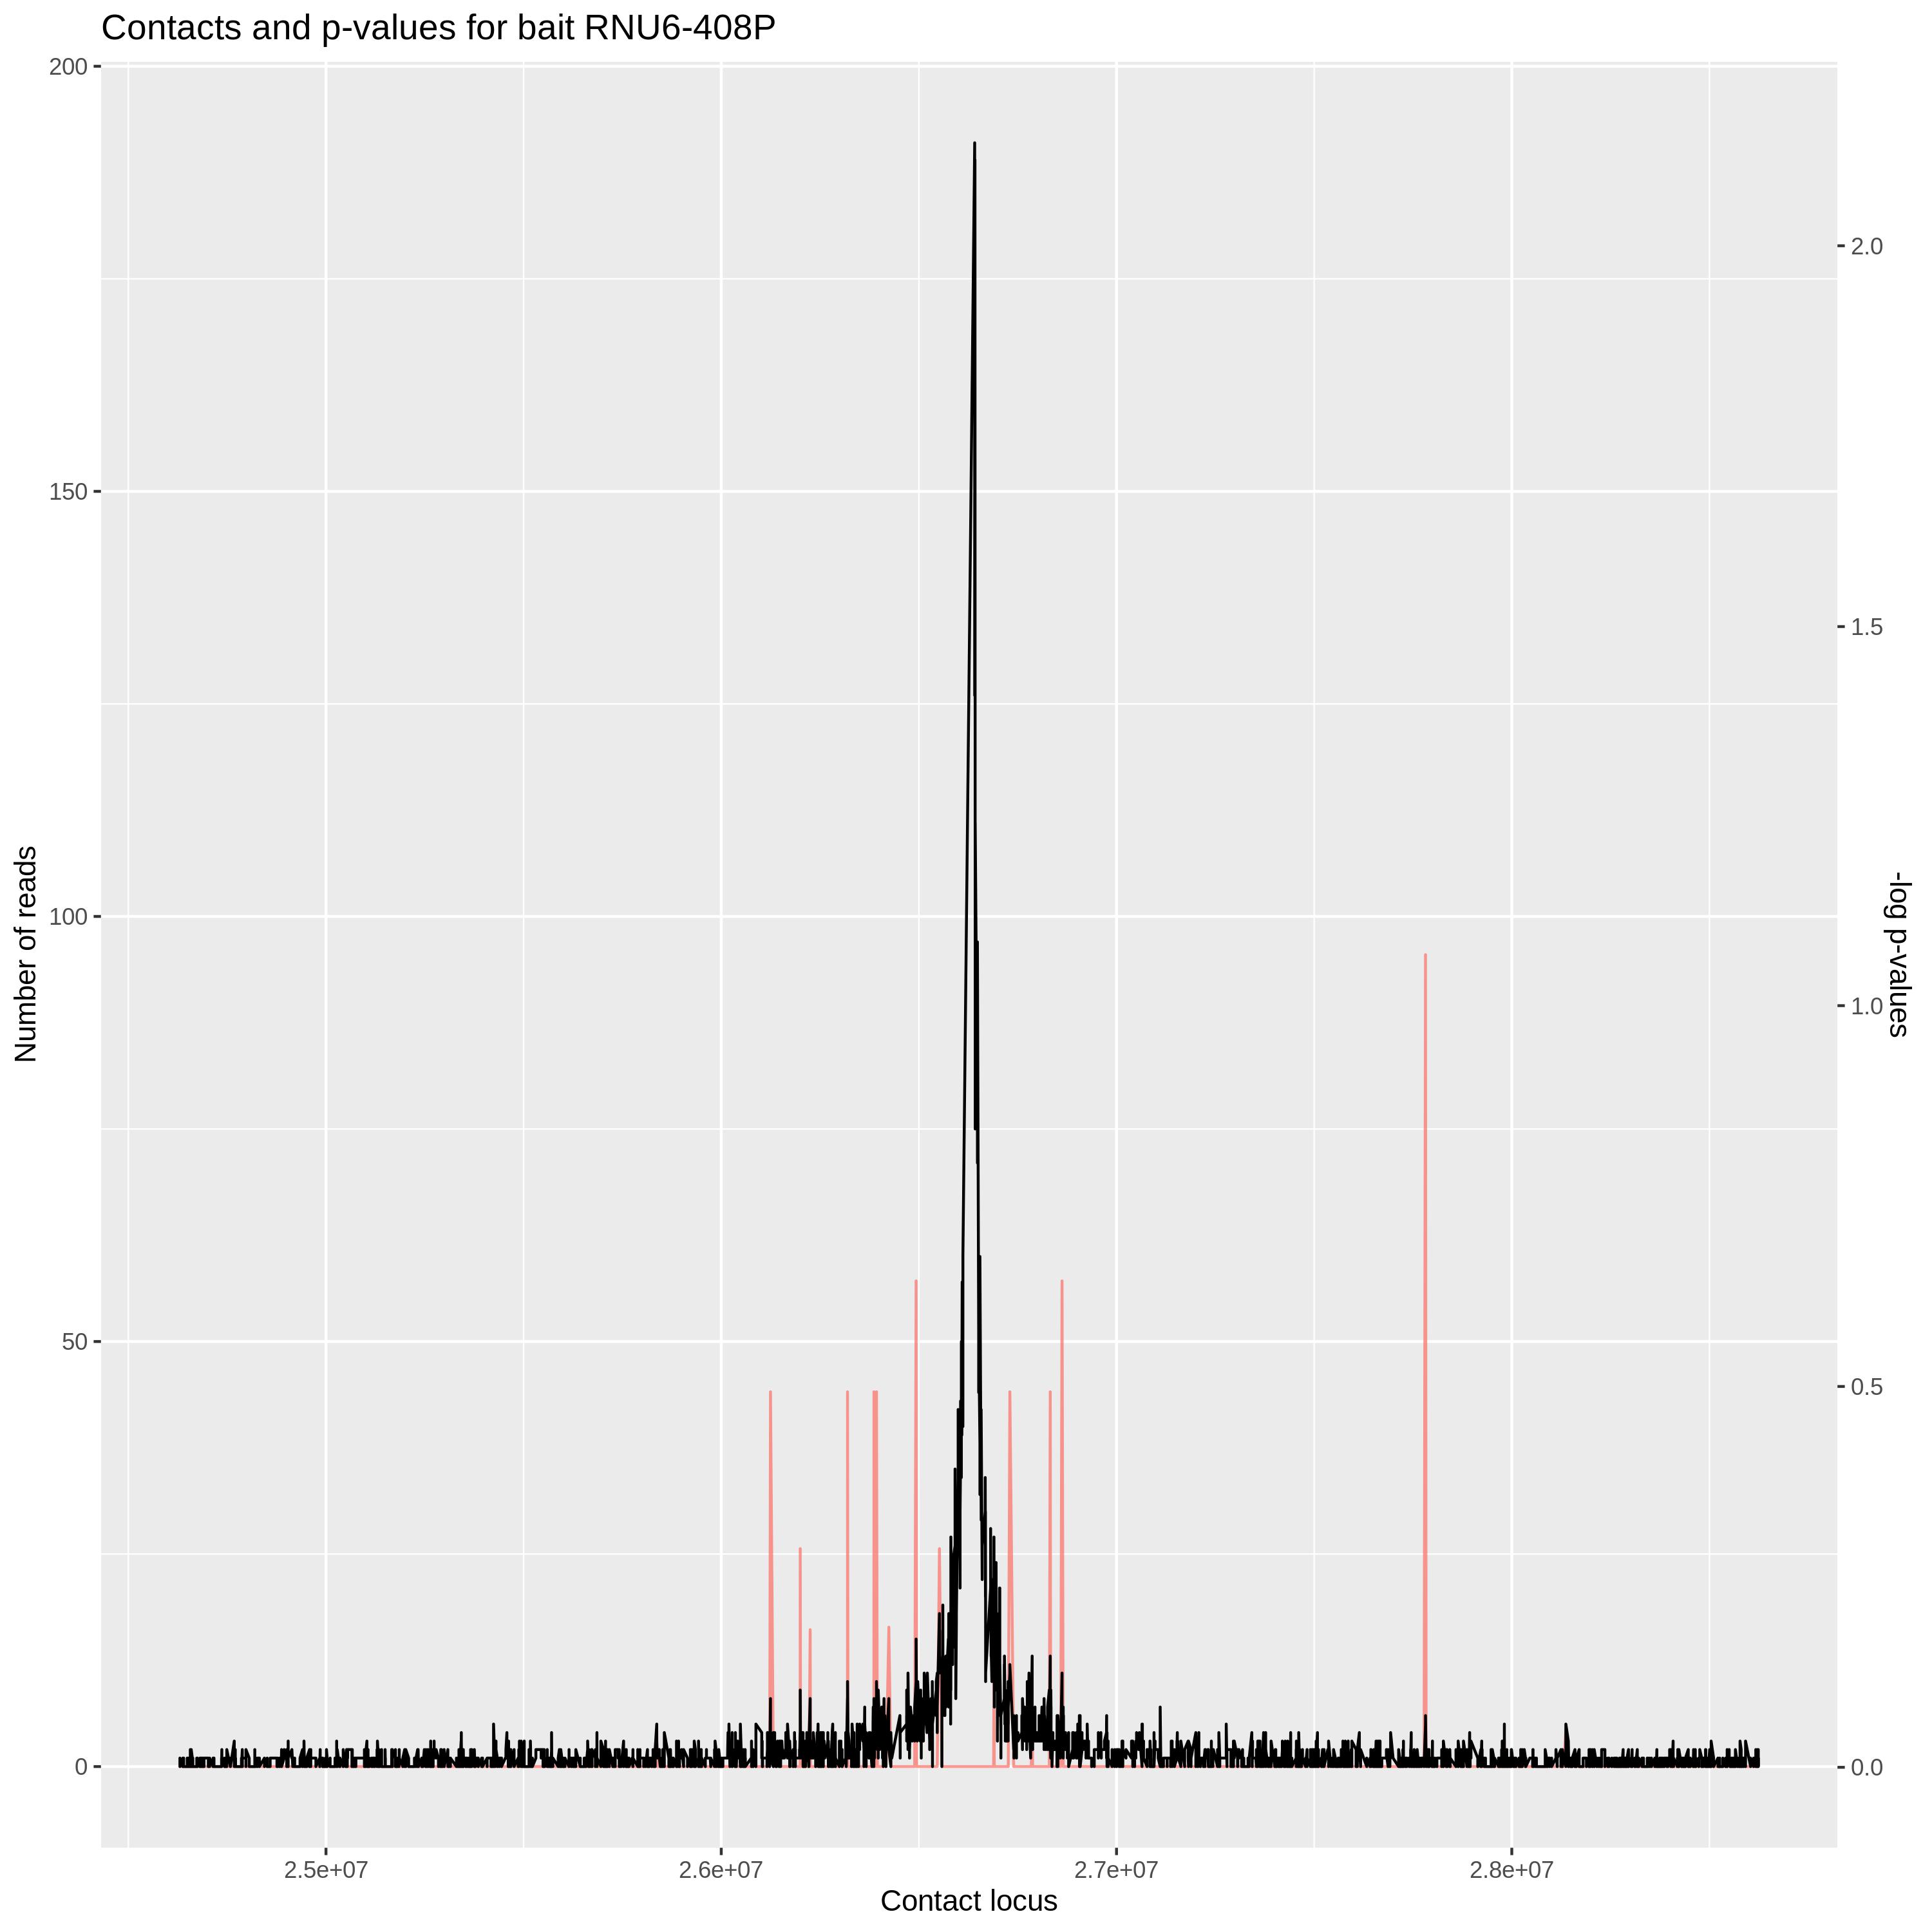 Contacts and p-values for bait RNU6-408P
200
150
100
50
0
Number of reads
2.0
1.5
1.0
0.5
0.0
-log p-values
2.5e+07
2.6e+07
2.7e+07
2.8e+07
Contact locus